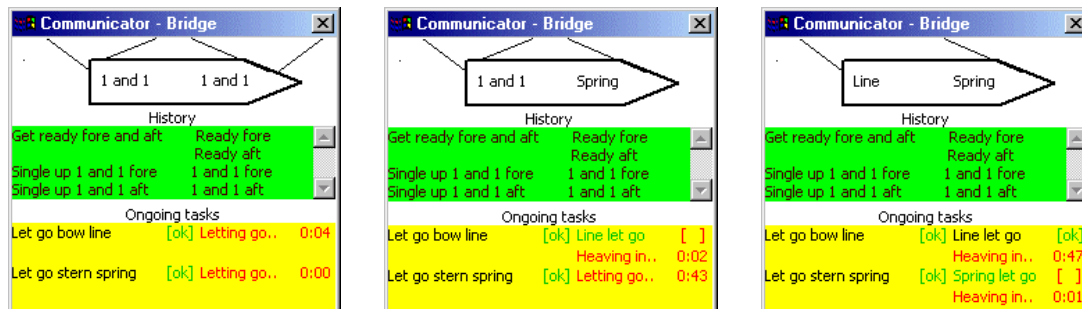 Communicator - Bridge
1 and 1 1 and 1
History
Get ready fore and aft Ready fore
Ready aft
Single up 1 and 1 fore 1 and 1 fore
Single up 1 and 1 aft 1 and 1 aft
Ongoing tasks
Let go bow line [ok] Letting go.. 0:04
Let go stern spring [ok] Letting go.. 0:00
Communicator - Bridge
1 and 1 Spring
History
Get ready fore and aft Ready fore
Ready aft
Single up 1 and 1 fore 1 and 1 fore
Single up 1 and 1 aft 1 and 1 aft
Ongoing tasks
Let go bow line [ok] Line let go [ ]
Heaving in.. 0:02
Let go stern spring [ok] Letting go.. 0:43
Communicator - Bridge
Line Spring
History
Get ready fore and aft Ready fore
Ready aft
Single up 1 and 1 fore 1 and 1 fore
Single up 1 and 1 aft 1 and 1 aft
Ongoing tasks
Let go bow line [ok] Line let go [ok]
Heaving in.. 0:47
Let go stern spring [ok] Spring let go [ ]
Heaving in.. 0:01